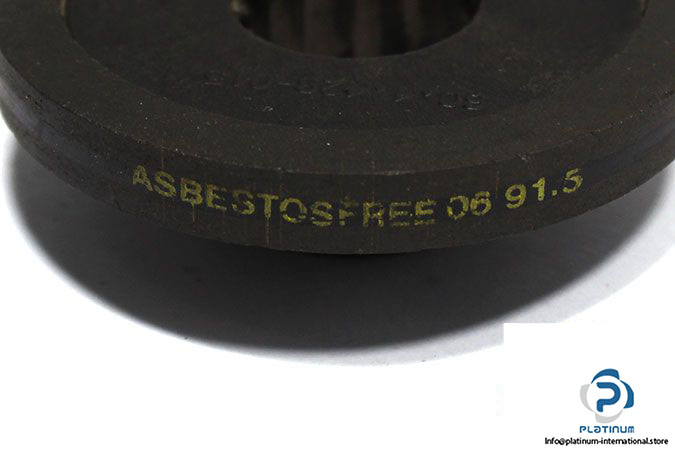 ASBESTOSFREE 06 91.5
PLATINUM
Info@platinum-international.store